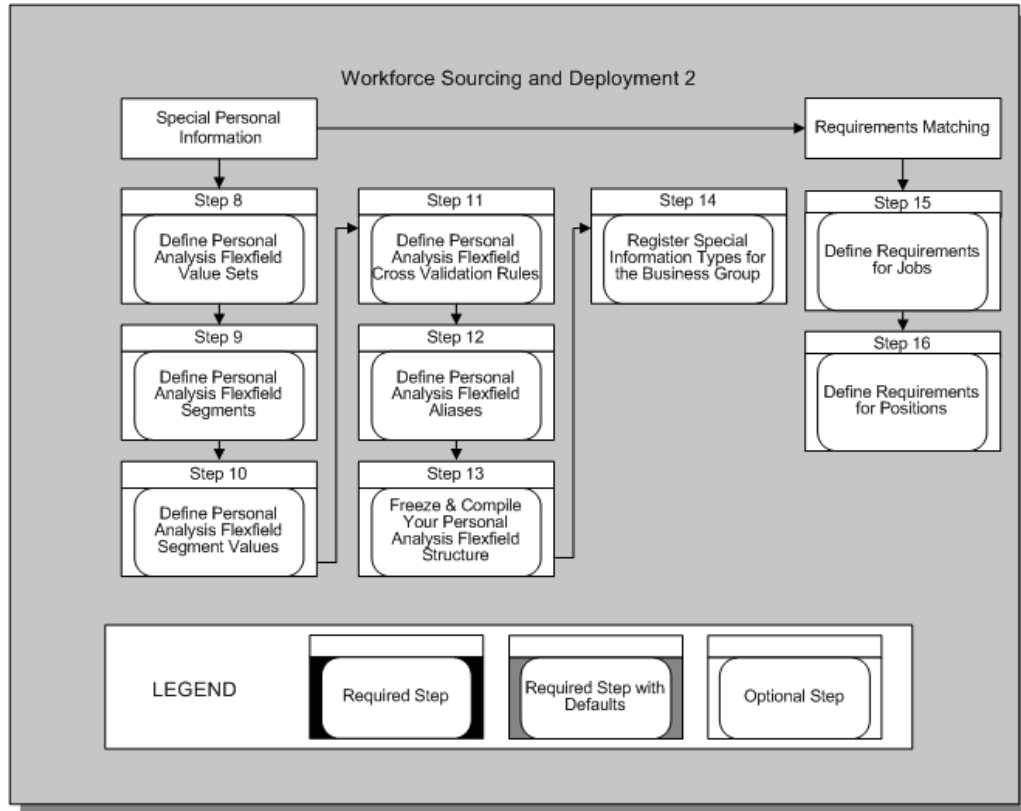 Workforce Sourcing and Deployment 2
Special Personal
Information
Requirements Matching
Step 8
Define Personal
Analysis Flexfield
Value Sets
Step 9
Define Personal
Analysis Flexfield
Segments
Step 10
Define Personal
Analysis Flexfield
Segment Values
Step 11
Define Personal
Analysis Flexfield
Cross Validation Rules
Step 12
Define Personal
Analysis Flexfield
Aliases
Step 13
Freeze & Compile
Your Personal
Analysis Flexfield
Structure
Step 14
Register Special
Information Types for
the Business Group
Step 15
Define Requirements
for Jobs
Step 16
Define Requirements
for Positions
LEGEND
Required Step
Required Step with
Defaults
Optional Step